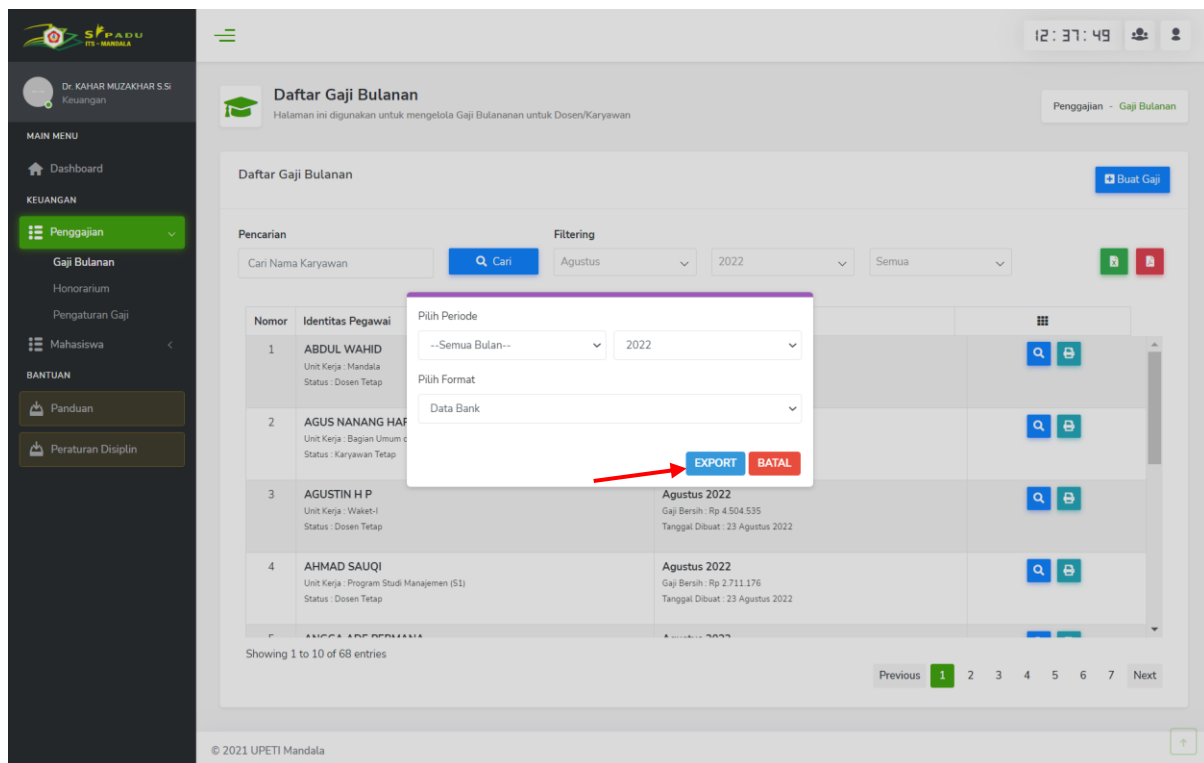 SIPADU
ITS - MANDALA
12:37:49
Dr. KAHAR MUZAKHAR S.Si
Keuangan
MAIN MENU
Dashboard
KEUANGAN
Penggajian
Gaji Bulanan
Honorarium
Pengaturan Gaji
Mahasiswa
BANTUAN
Panduan
Peraturan Disiplin
Daftar Gaji Bulanan
Halaman ini digunakan untuk mengelola Gaji Bulananan untuk Dosen/Karyawan
Penggajian - Gaji Bulanan
Daftar Gaji Bulanan
Buat Gaji
Pencarian
Filtering
Cari Nama Karyawan
Cari
Agustus
2022
Semua
Nomor
Identitas Pegawai
Pilih Periode
--Semua Bulan--
2022
Pilih Format
Data Bank
EXPORT
BATAL
1
ABDUL WAHID
Unit Kerja : Mandala
Status : Dosen Tetap
2
AGUS NANANG HAR
Unit Kerja : Bagian Umum
Status : Karyawan Tetap
3
AGUSTIN H P
Unit Kerja : Waket-I
Status : Dosen Tetap
Agustus 2022
Gaji Bersih : Rp 4.504.535
Tanggal Dibuat : 23 Agustus 2022
4
AHMAD SAUQI
Unit Kerja : Program Studi Manajemen (S1)
Status : Dosen Tetap
Agustus 2022
Gaji Bersih : Rp 2.711.176
Tanggal Dibuat : 23 Agustus 2022
Showing 1 to 10 of 68 entries
Previous 1 2 3 4 5 6 7 Next
© 2021 UPETI Mandala